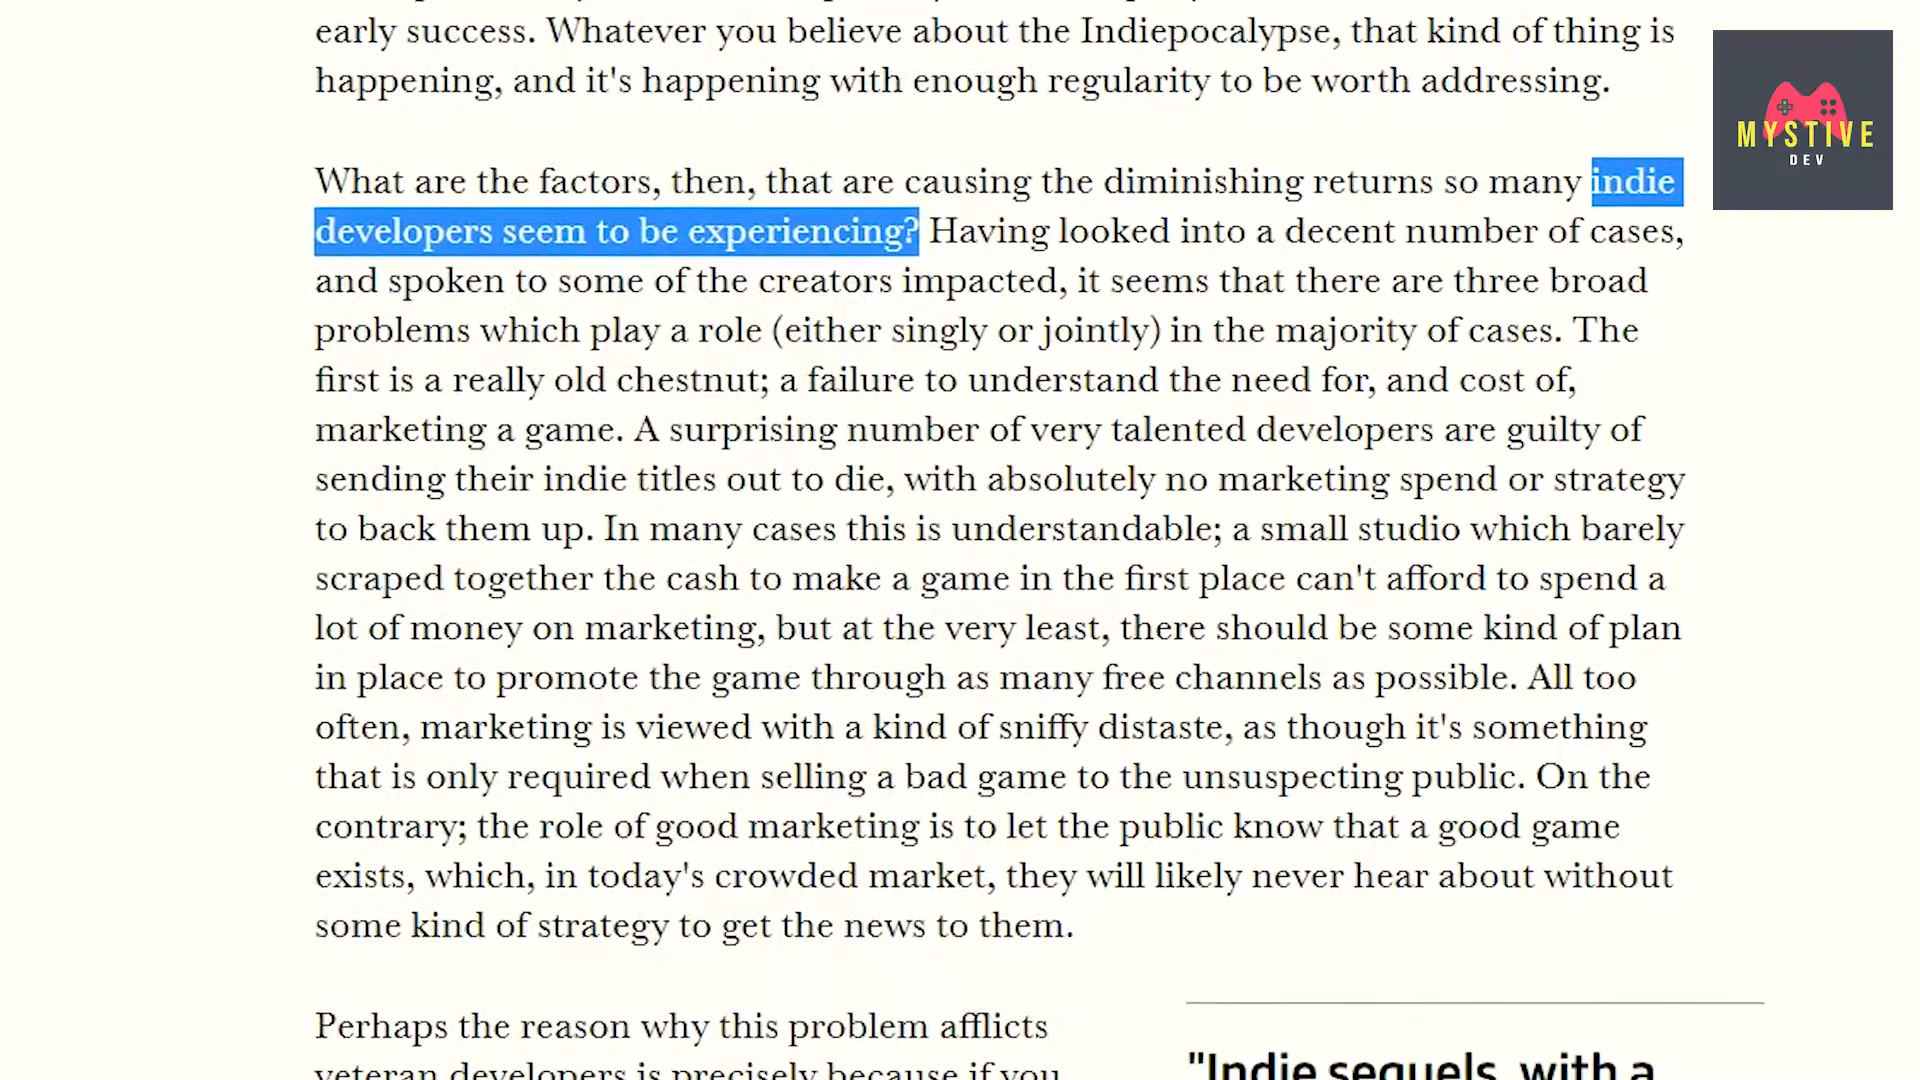 early success. Whatever you believe about the Indiepocalypse, that kind of thing is
happening, and it's happening with enough regularity to be worth addressing.
What are the factors, then, that are causing the diminishing returns so many indie
developers seem to be experiencing? Having looked into a decent number of cases,
and spoken to some of the creators impacted, it seems that there are three broad
problems which play a role (either singly or jointly) in the majority of cases. The
first is a really old chestnut; a failure to understand the need for, and cost of,
marketing a game. A surprising number of very talented developers are guilty of
sending their indie titles out to die, with absolutely no marketing spend or strategy
to back them up. In many cases this is understandable; a small studio which barely
scraped together the cash to make a game in the first place can't afford to spend a
lot of money on marketing, but at the very least, there should be some kind of plan
in place to promote the game through as many free channels as possible. All too
often, marketing is viewed with a kind of sniffy distaste, as though it's something
that is only required when selling a bad game to the unsuspecting public. On the
contrary; the role of good marketing is to let the public know that a good game
exists, which, in today's crowded market, they will likely never hear about without
some kind of strategy to get the news to them.
Perhaps the reason why this problem afflicts
veteran developers is precisely because if you
"Indie sequels, with a
MYSTIVE
DEV